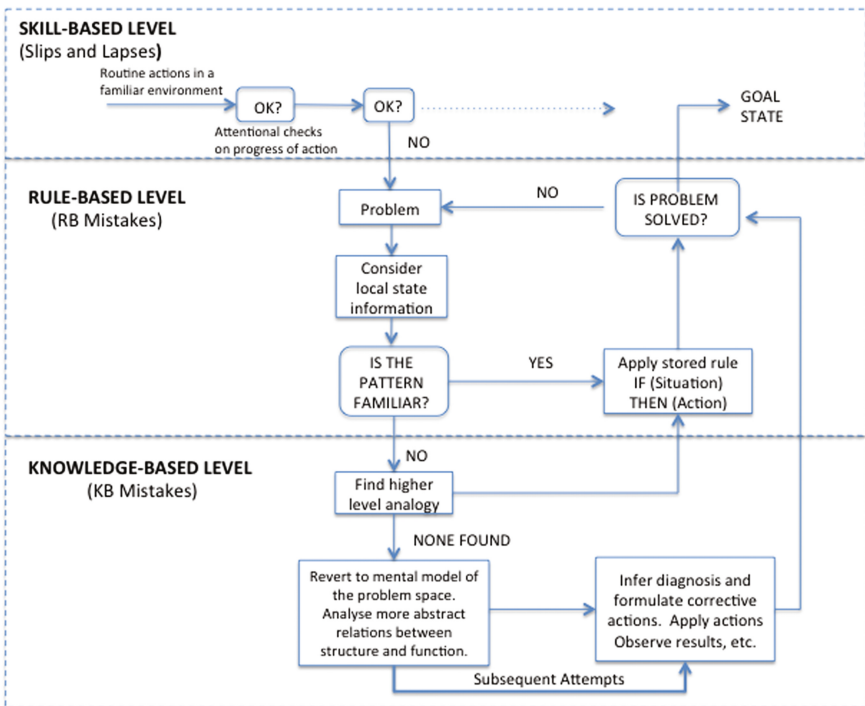 SKILL-BASED LEVEL
(Slips and Lapses)
Routine actions in a
familiar environment
OK?
OK?
GOAL
STATE
Attentional checks
on progress of action
NO
RULE-BASED LEVEL
(RB Mistakes)
Problem
NO
IS PROBLEM
SOLVED?
Consider
local state
information
IS THE
PATTERN
FAMILIAR?
YES
Apply stored rule
IF (Situation)
THEN (Action)
KNOWLEDGE-BASED LEVEL
(KB Mistakes)
NO
Find higher
level analogy
NONE FOUND
Revert to mental model of
the problem space.
Analyse more abstract
relations between
structure and function.
Infer diagnosis and
formulate corrective
actions. Apply actions
Observe results, etc.
Subsequent Attempts